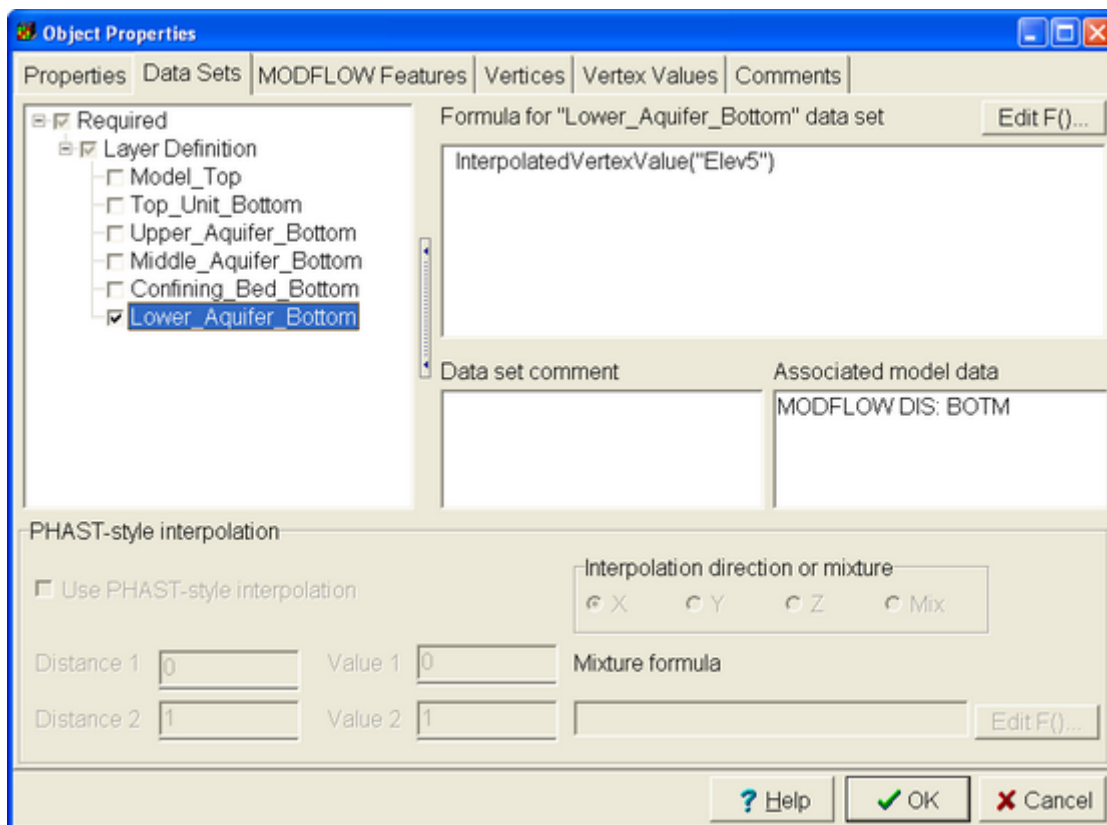 Object Properties
Properties Data Sets MODFLOW Features Vertices Vertex Values Comments
Required
Layer Definition
Model_Top
Top_Unit_Bottom
Upper_Aquifer_Bottom
Middle_Aquifer_Bottom
Confining_Bed_Bottom
Lower_Aquifer_Bottom
Formula for "Lower_Aquifer_Bottom" data set
Edit F()...
InterpolatedVertexValue("Elev5")
Data set comment
Associated model data
MODFLOW DIS: BOTM
PHAST-style interpolation
Use PHAST-style interpolation
Interpolation direction or mixture
X Y Z Mix
Distance 1 0 Value 1 0
Mixture formula
Distance 2 1 Value 2 1
Edit F()...
? Help OK Cancel